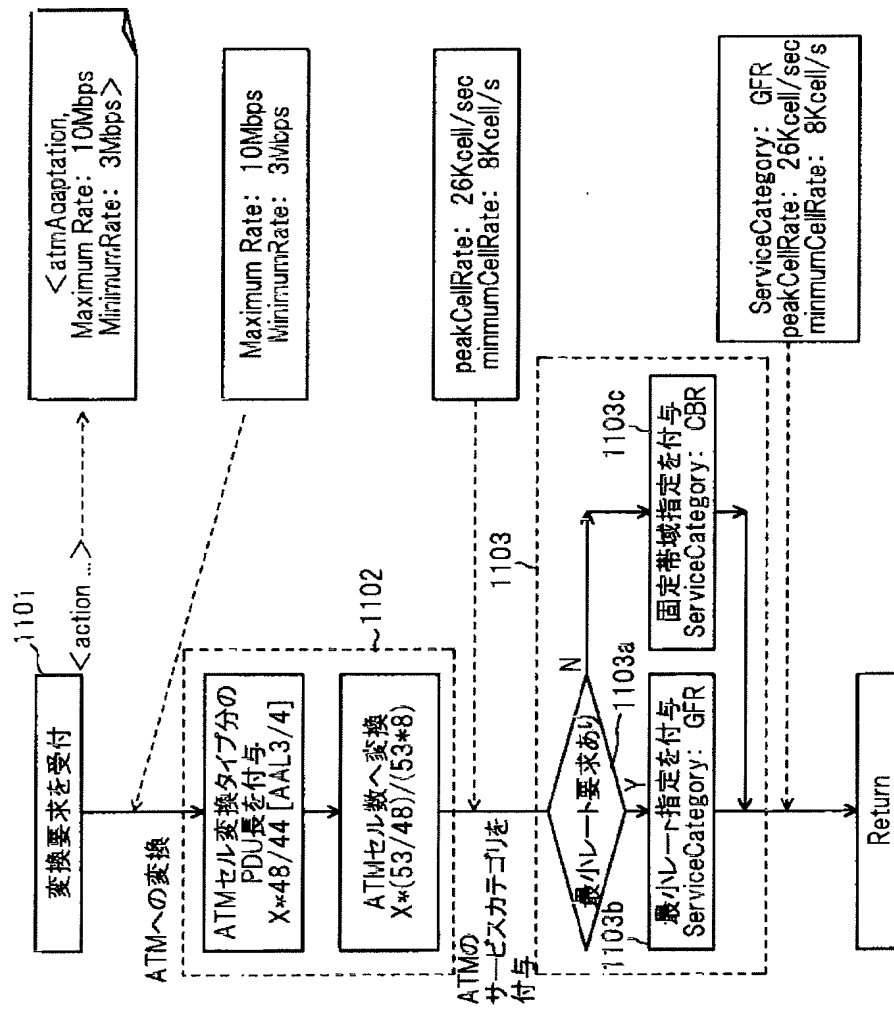 1101
変換要求を受付
<action ...>
<atmAdaptation,
Maximum Rate: 10Mbps
MinimumRate: 3Mbps>
ATMへの変換
Maximum Rate: 10Mbps
MinimumRate: 3Mbps
1102
ATMセル変換タイプ分の
PDU長を付与
X*48/44 [AAL3/4]
ATMセル数へ変換
X*(53/48)/(53*8)
peakCellRate: 26Kcell/sec
minmumCellRate: 8Kcell/s
ATMの
サービスカテゴリを
付与
1103
最小レート要求あり
N
1103a
Y
1103b
最小レート指定を付与
ServiceCategory: GFR
1103c
固定帯域指定を付与
ServiceCategory: CBR
ServiceCategory: GFR
peakCellRate: 26Kcell/sec
minmumCellRate: 8Kcell/s
Return